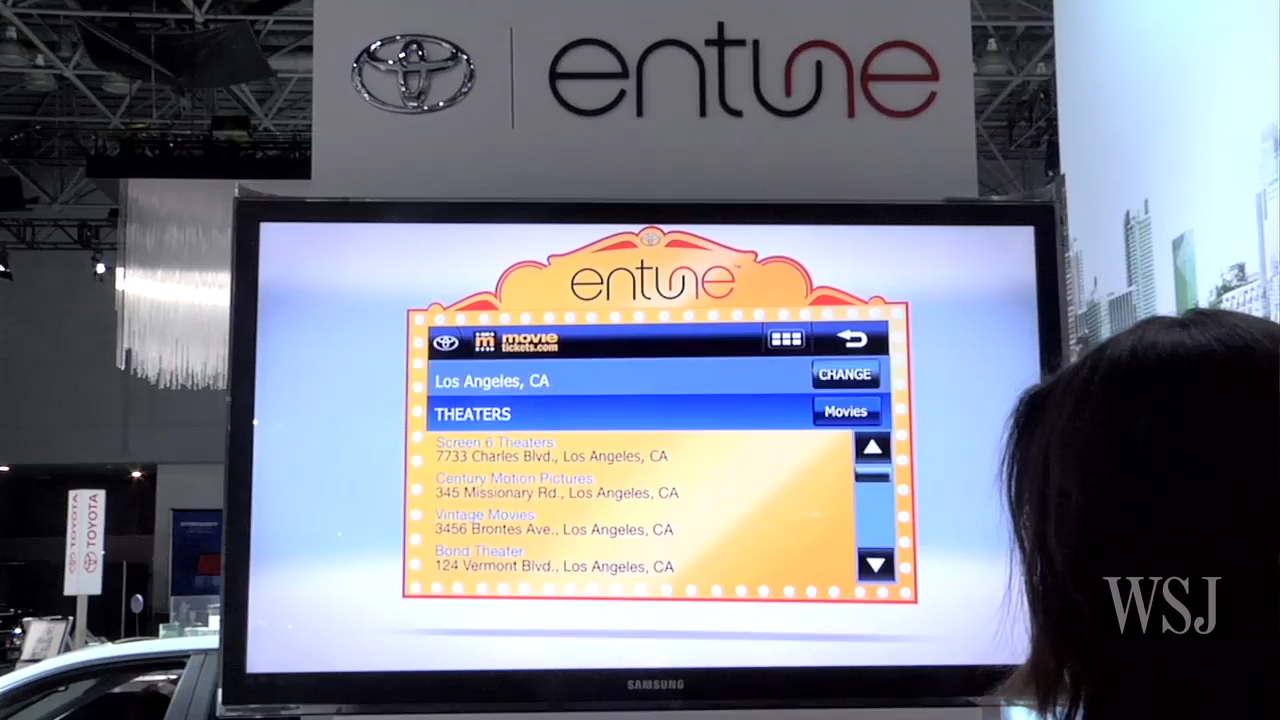 entune
entune™
movie
tickets.com
Los Angeles, CA
CHANGE
THEATERS
Movies
Screen 6 Theaters
7733 Charles Blvd., Los Angeles, CA
Century Motion Pictures
345 Missionary Rd., Los Angeles, CA
Vintage Movies
3456 Brontes Ave., Los Angeles, CA
Bond Theater
124 Vermont Blvd., Los Angeles, CA
SAMSUNG
TOYOTA
TOYOTA
WSJ